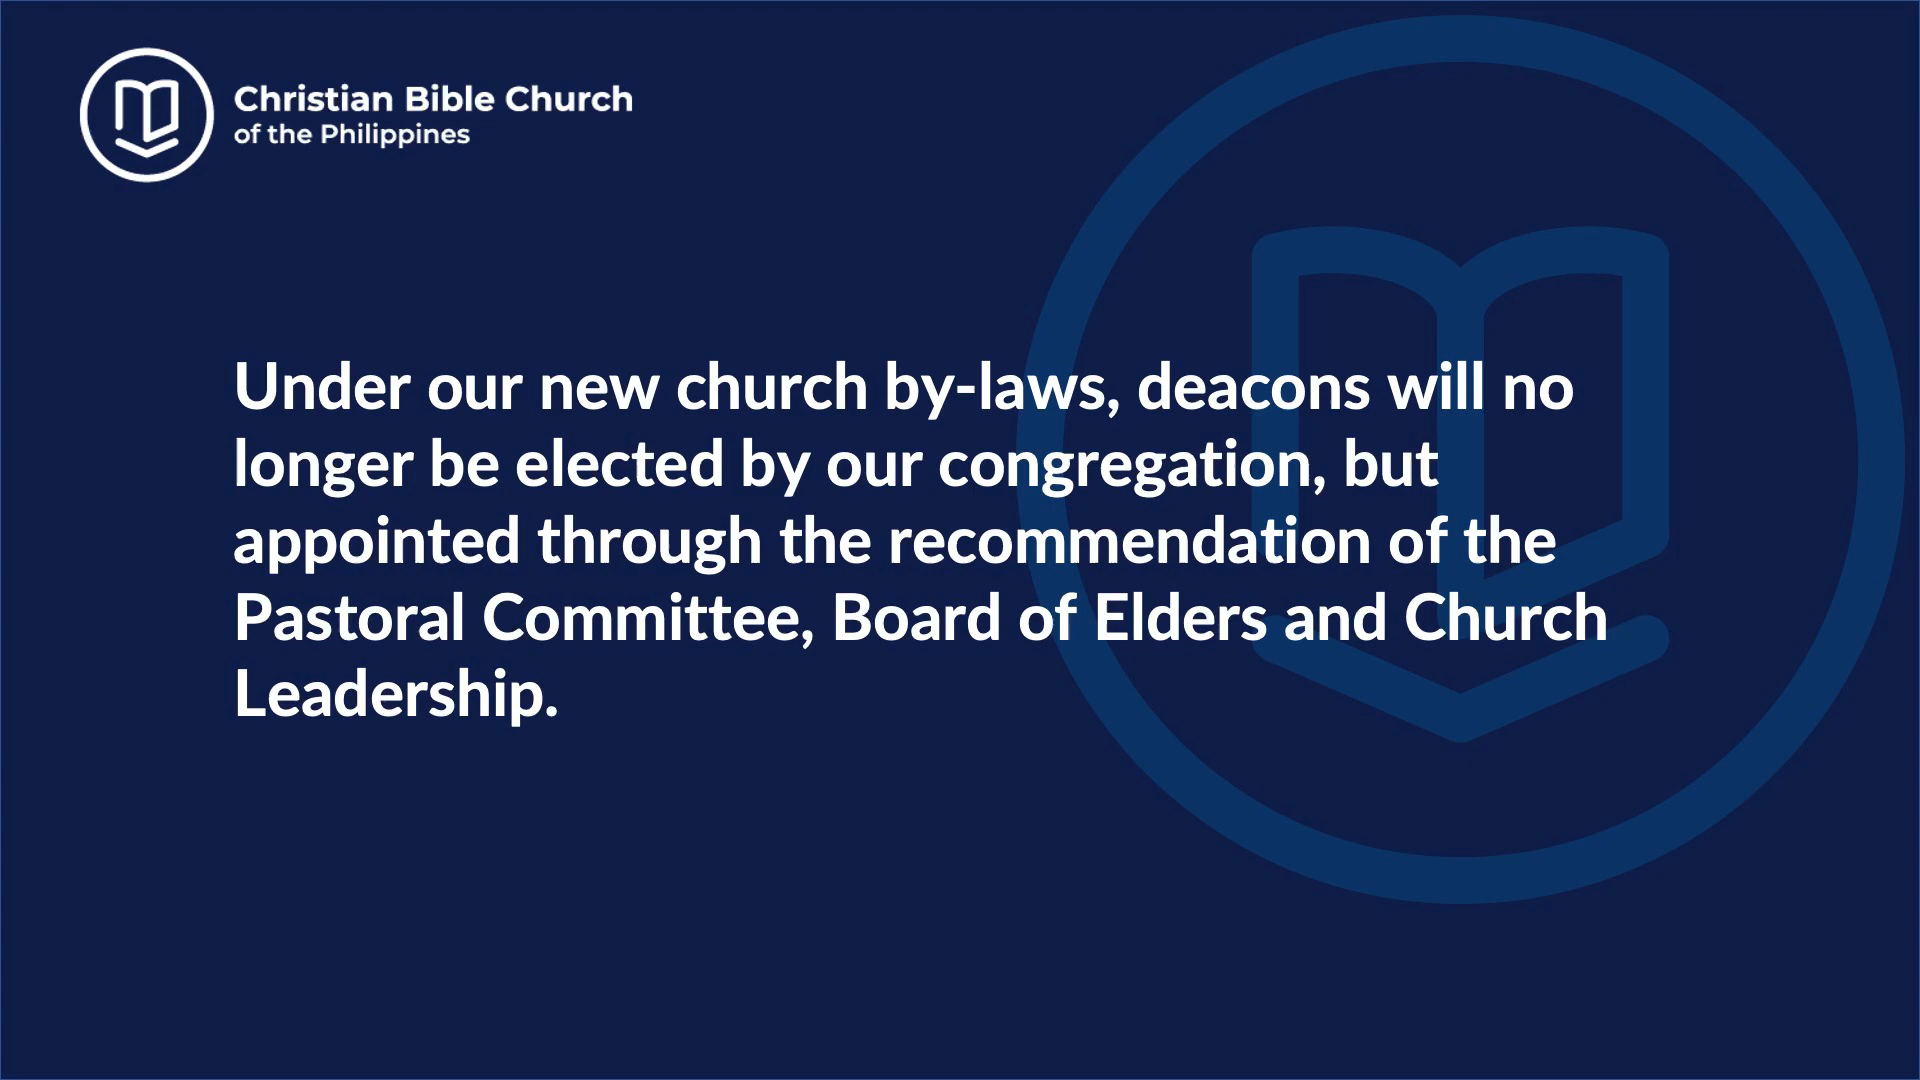 Christian Bible Church
of the Philippines
Under our new church by-laws, deacons will no
longer be elected by our congregation, but
appointed through the recommendation of the
Pastoral Committee, Board of Elders and Church
Leadership.